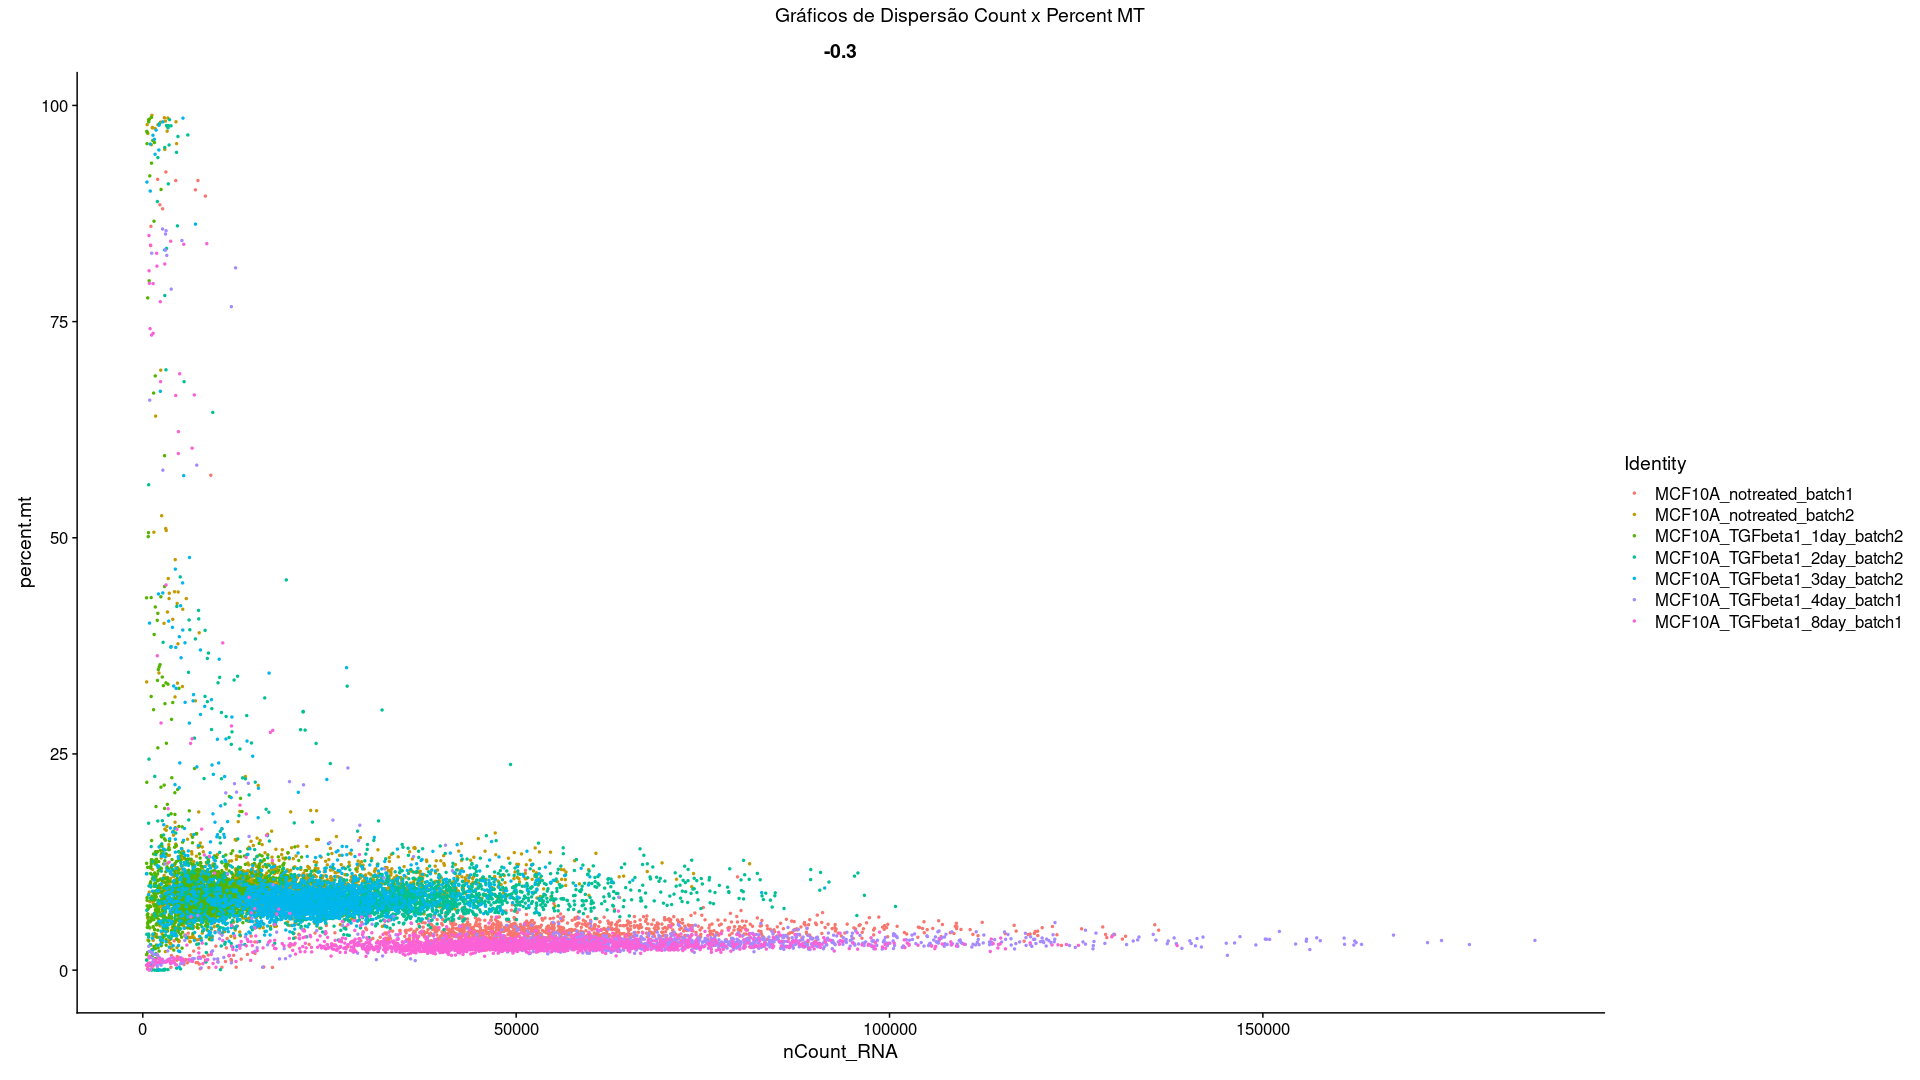 Gráficos de Dispersão Count x Percent MT
-0.3
100
75
50
25
0
percent.mt
0 50000 100000 150000
nCount_RNA
Identity
MCF10A_notreated_batch1
MCF10A_notreated_batch2
MCF10A_TGFbeta1_1day_batch2
MCF10A_TGFbeta1_2day_batch2
MCF10A_TGFbeta1_3day_batch2
MCF10A_TGFbeta1_4day_batch1
MCF10A_TGFbeta1_8day_batch1